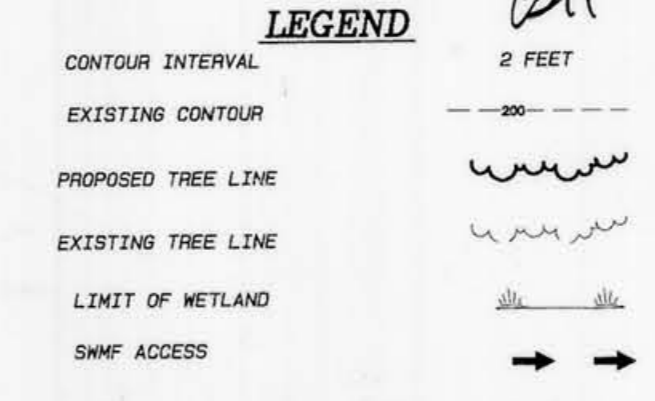 LEGEND
CONTOUR INTERVAL 2 FEET
EXISTING CONTOUR 200
PROPOSED TREE LINE
EXISTING TREE LINE
LIMIT OF WETLAND
SWMF ACCESS